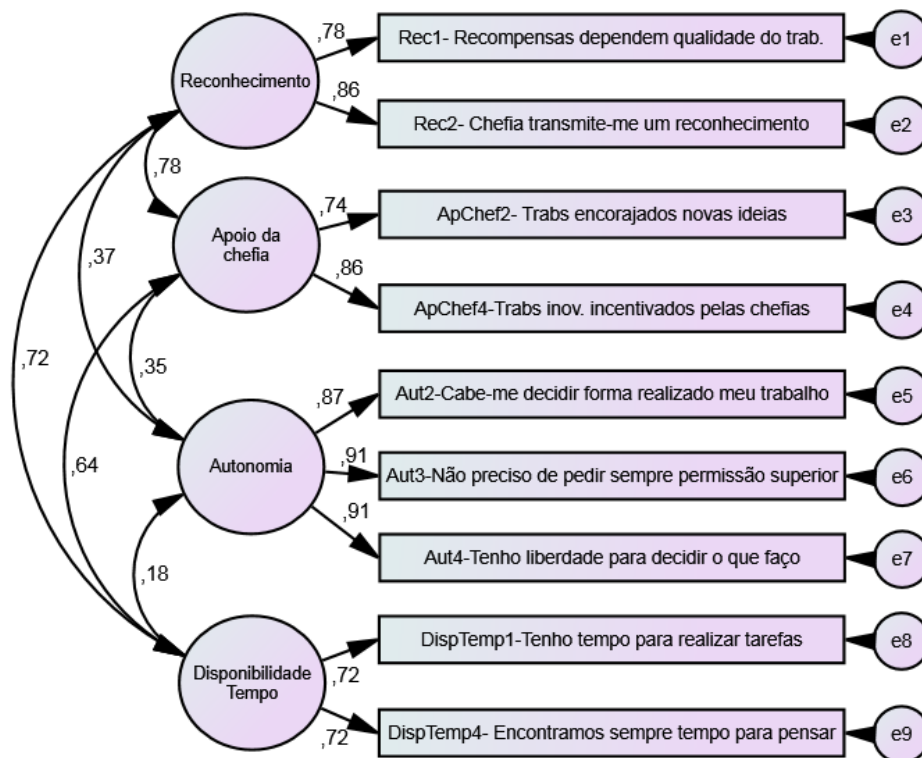 ,78
Rec1- Recompensas dependem qualidade do trab.
e1
Reconhecimento
,86
Rec2- Chefia transmite-me um reconhecimento
e2
,78
,74
ApChef2- Trabs encorajados novas ideias
e3
Apoio da
chefia
,37
,86
ApChef4-Trabs inov. incentivados pelas chefias
e4
,72
,35
,87
Aut2-Cabe-me decidir forma realizado meu trabalho
e5
,64
Autonomia
,91
Aut3-Não preciso de pedir sempre permissão superior
e6
,91
Aut4-Tenho liberdade para decidir o que faço
e7
,18
DispTemp1-Tenho tempo para realizar tarefas
e8
Disponibilidade
Tempo
,72
,72
DispTemp4- Encontramos sempre tempo para pensar
e9